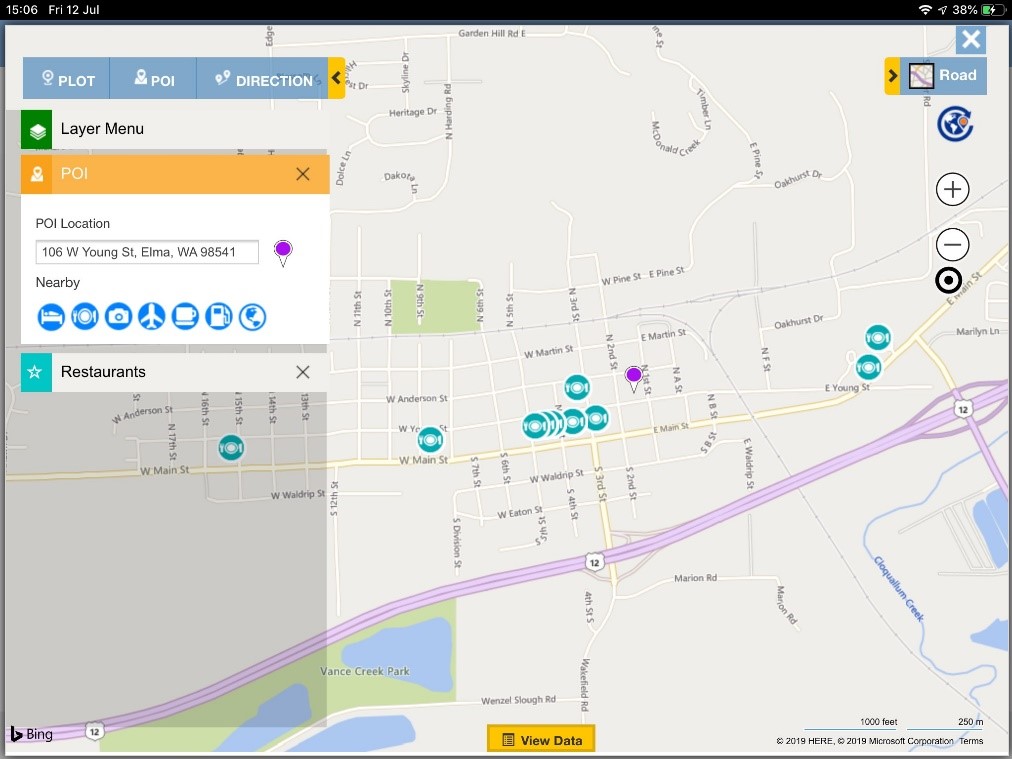 15:06 Fri 12 Jul
38%
PLOT
POI
DIRECTION
Road
Layer Menu
POI
POI Location
106 W Young St, Elma, WA 98541
Nearby
Restaurants
Garden Hill Rd E
Skyline Dr
N Harding Rd
Heritage Dr
Dolce Ln
Dakota Ln
Timber Ln
McDonald Creek
E Pine St
Oakhurst Dr
W Pine St
E Pine St
N 11th St
N 10th St
N 9th St
N 6th St
N 5th St
N 3rd St
N 2nd St
N 1st St
E Martin St
W Martin St
Oakhurst Dr
E Main St
Marilyn Ln
N F St
N A St
N B St
E Young St
12
W Anderson St
W Anderson St
N 17th St
N 16th St
N 15th St
N 14th St
13th St
W Main St
W Main St
E Main St
S B St
E Waldrip St
W Waldrip St
W Waldrip St
S 12th St
S 7th St
S 6th St
S 4th St
S 3rd St
S 2nd St
W Eaton St
S 5th St
S Division St
12
Marion Rd
Marion Rd
4th St S
Wakefield Rd
Cloquallum Creek
Vance Creek Park
Wenzel Slough Rd
12
Bing
View Data
1000 feet
250 m
© 2019 HERE, © 2019 Microsoft Corporation Terms